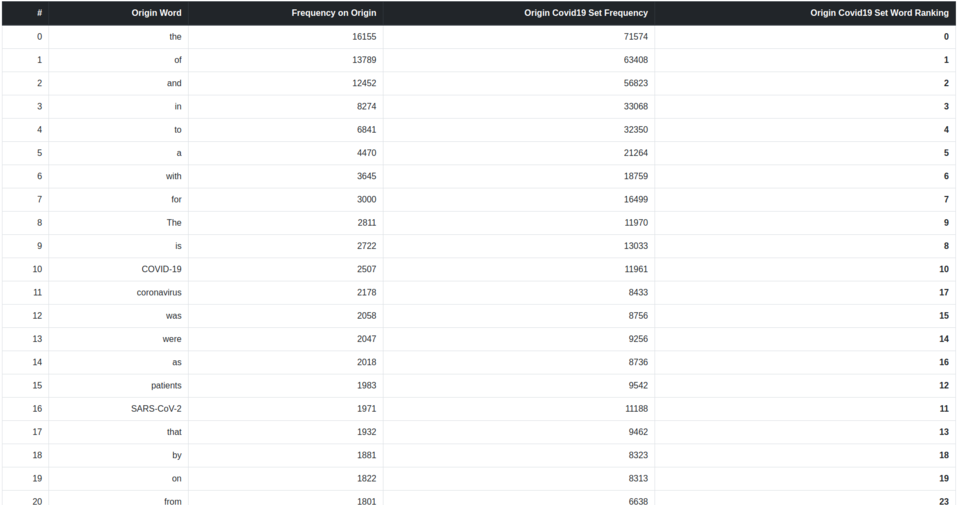 # Origin Word Frequency on Origin Origin Covid19 Set Frequency Origin Covid19 Set Word Ranking
0 the 16155 71574 0
1 of 13789 63408 1
2 and 12452 56823 2
3 in 8274 33068 3
4 to 6841 32350 4
5 a 4470 21264 5
6 with 3645 18759 6
7 for 3000 16499 7
8 The 2811 11970 9
9 is 2722 13033 8
10 COVID-19 2507 11961 10
11 coronavirus 2178 8433 17
12 was 2058 8756 15
13 were 2047 9256 14
14 as 2018 8736 16
15 patients 1983 9542 12
16 SARS-CoV-2 1971 11188 11
17 that 1932 9462 13
18 by 1881 8323 18
19 on 1822 8313 19
20 from 1801 6638 23